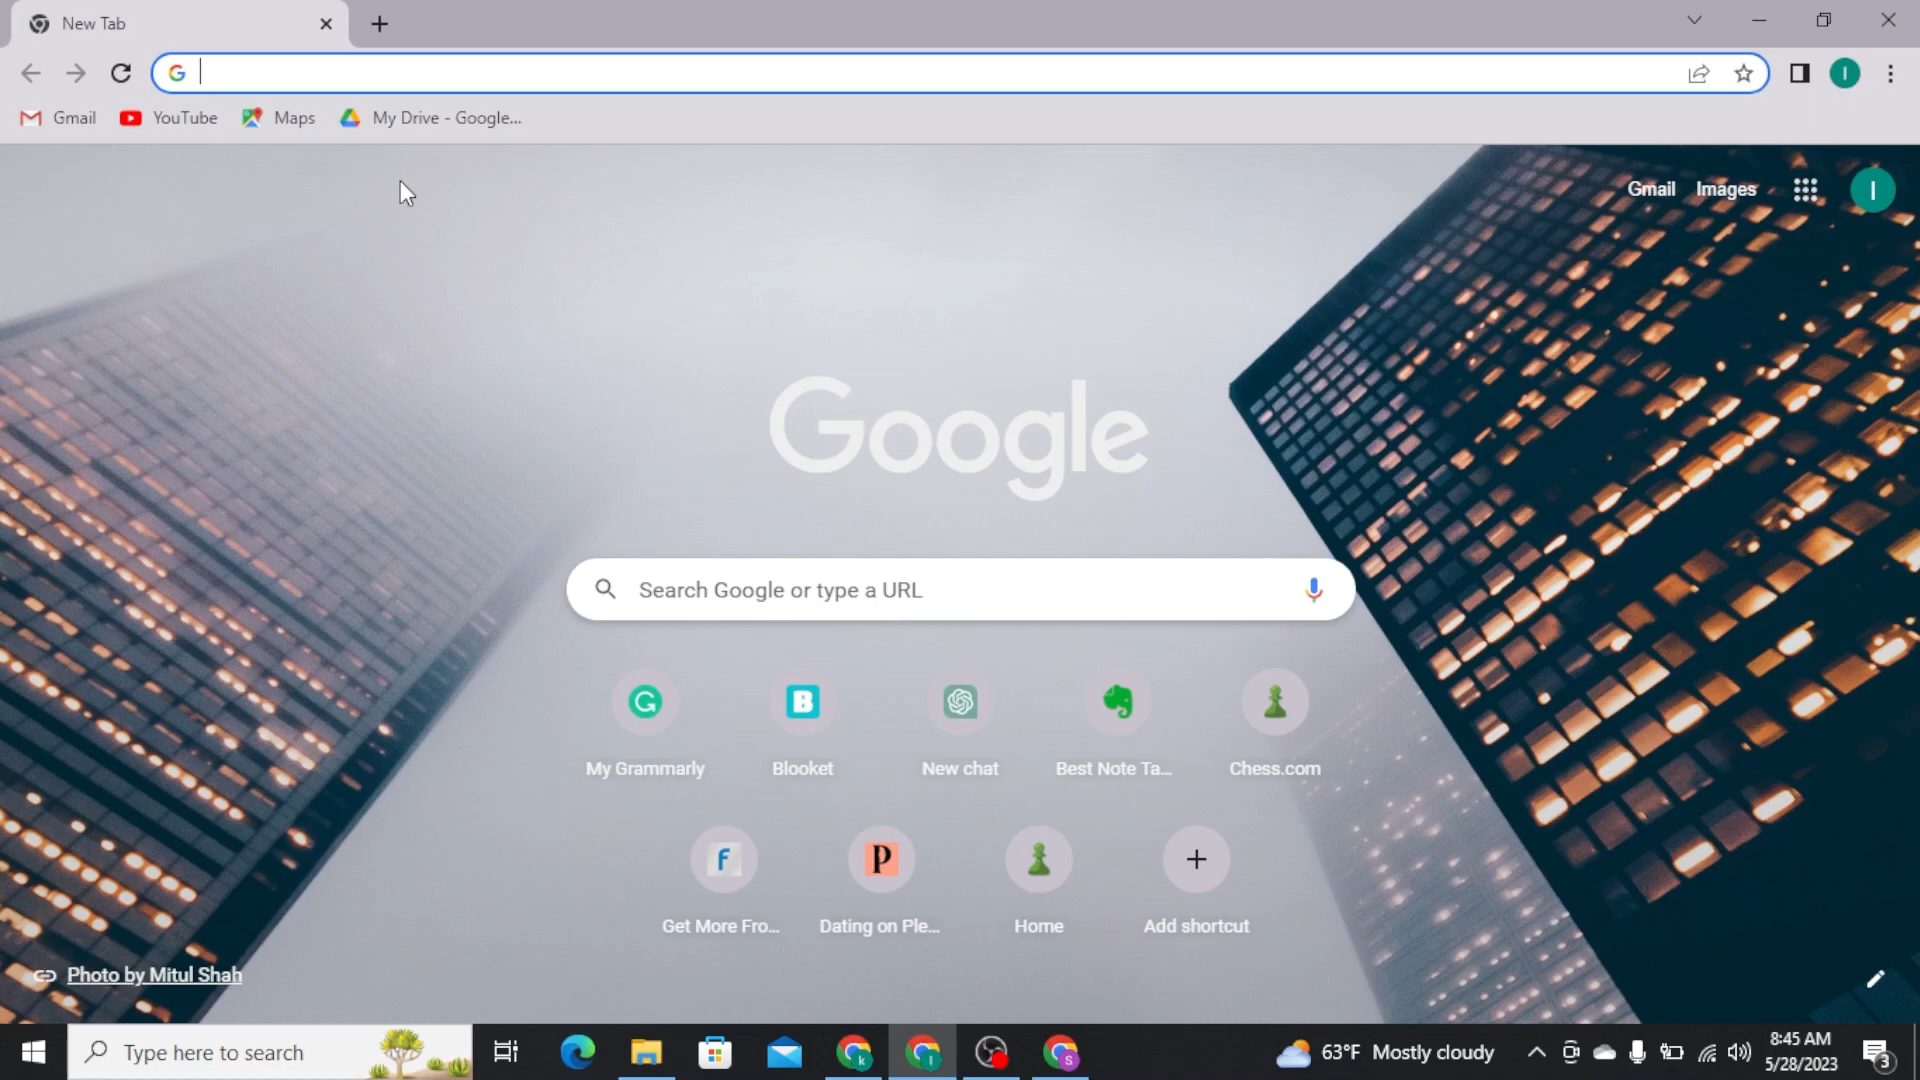 New Tab
Gmail YouTube Maps My Drive - Google...
Gmail Images I
Google
Search Google or type a URL
My Grammarly Blooket New chat Best Note Ta... Chess.com
Get More Fro... Dating on Ple... Home Add shortcut
Photo by Mitul Shah
Type here to search
63°F Mostly cloudy
8:45 AM
5/28/2023
3